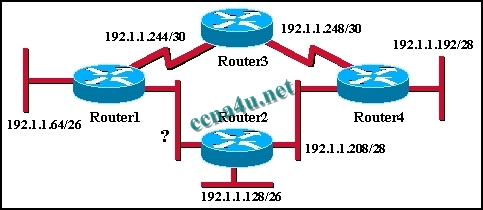 192.1.1.244/30
192.1.1.248/30
192.1.1.192/28
Router3
ccna4u.net
192.1.1.64/26
Router1
Router2
Router4
?
192.1.1.208/28
192.1.1.128/26